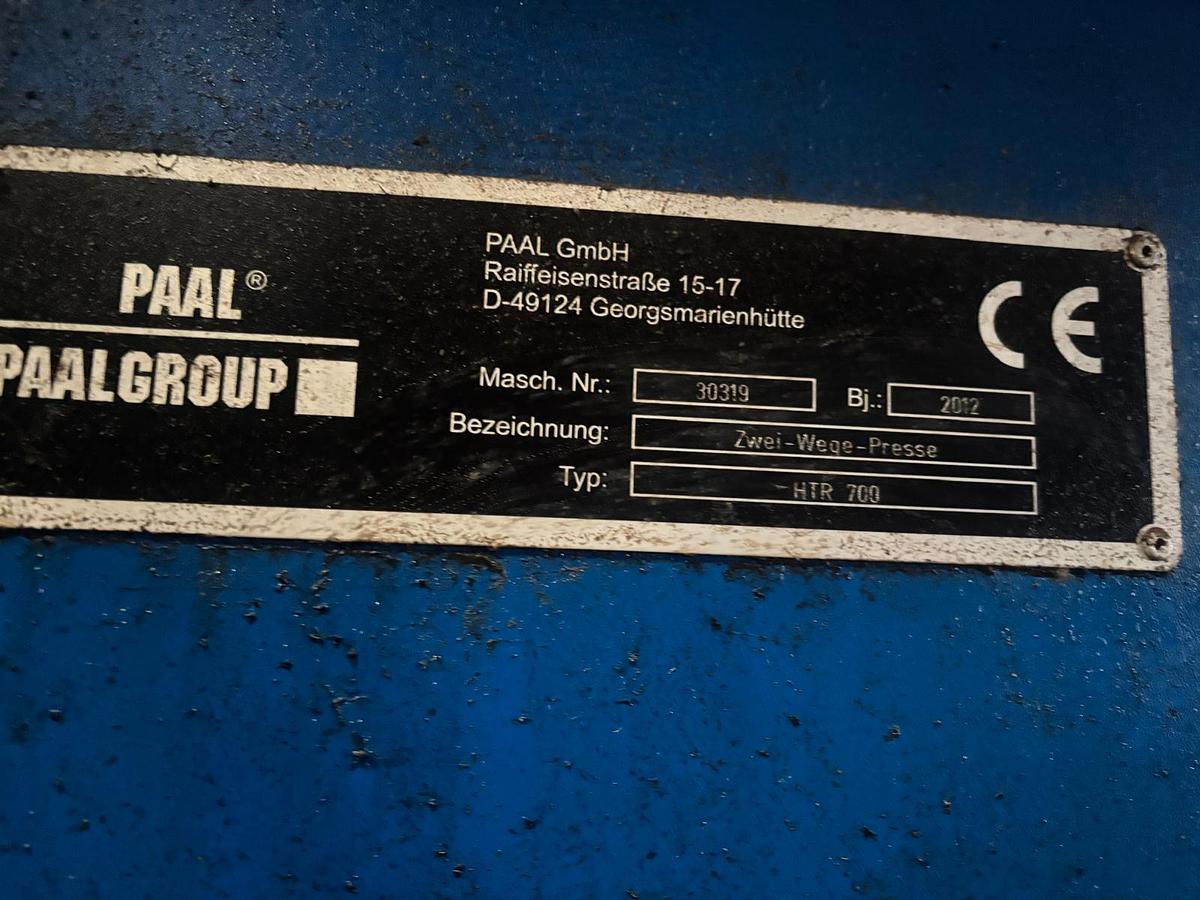 PAAL®
PAALGROUP
PAAL GmbH
Raiffeisenstraße 15-17
D-49124 Georgsmarienhütte
CE
Masch. Nr.: 30319 Bj.: 2012
Bezeichnung: Zwei-Wege-Presse
Typ: HTR 700